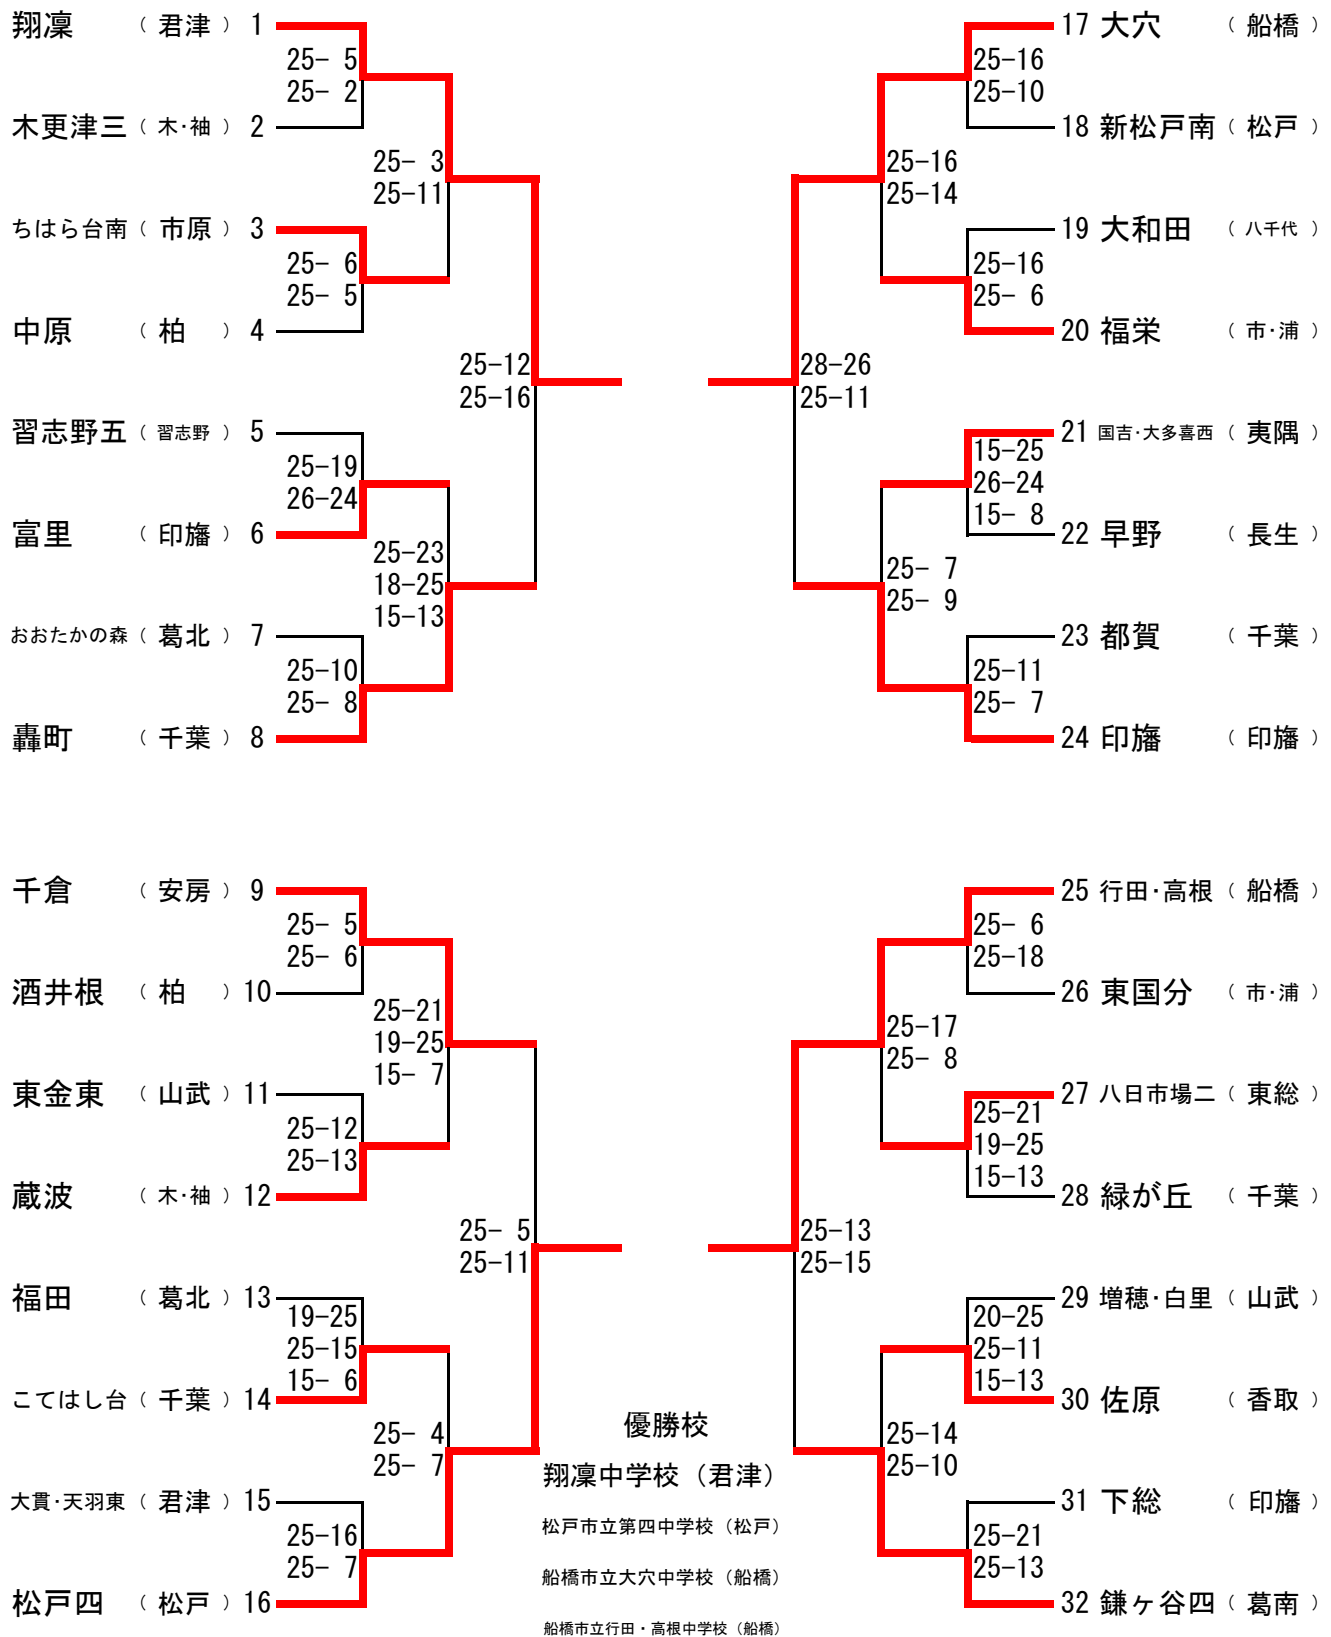 翔凜 （ 君津 ） 1
25- 5
25- 2
木更津三 （ 木･袖 ） 2
25- 3
25-11
ちはら台南 （ 市原 ） 3
25- 6
25- 5
中原 （ 柏 ） 4
25-12
25-16
習志野五 （ 習志野 ） 5
25-19
26-24
富里 （ 印旛 ） 6
25-23
18-25
15-13
おおたかの森 （ 葛北 ） 7
25-10
25- 8
轟町 （ 千葉 ） 8
千倉 （ 安房 ） 9
25- 5
25- 6
酒井根 （ 柏 ） 10
25-21
19-25
15- 7
東金東 （ 山武 ） 11
25-12
25-13
蔵波 （ 木･袖 ） 12
25- 5
25-11
福田 （ 葛北 ） 13
19-25
25-15
15- 6
こてはし台 （ 千葉 ） 14
25- 4
25- 7
大貫･天羽東 （ 君津 ） 15
25-16
25- 7
松戸四 （ 松戸 ） 16
17 大穴 （ 船橋 ）
25-16
25-10
18 新松戸南 （ 松戸 ）
25-16
25-14
19 大和田 （ 八千代 ）
25-16
25- 6
20 福栄 （ 市･浦 ）
28-26
25-11
21 国吉･大多喜西 （ 夷隅 ）
15-25
26-24
15- 8
22 早野 （ 長生 ）
25- 7
25- 9
23 都賀 （ 千葉 ）
25-11
25- 7
24 印旛 （ 印旛 ）
25 行田･高根 （ 船橋 ）
25- 6
25-18
26 東国分 （ 市･浦 ）
25-17
25- 8
27 八日市場二 （ 東総 ）
25-21
19-25
15-13
28 緑が丘 （ 千葉 ）
25-13
25-15
29 増穂･白里 （ 山武 ）
20-25
25-11
15-13
30 佐原 （ 香取 ）
25-14
25-10
31 下総 （ 印旛 ）
25-21
25-13
32 鎌ヶ谷四 （ 葛南 ）
優勝校
翔凜中学校（君津）
松戸市立第四中学校（松戸）
船橋市立大穴中学校（船橋）
船橋市立行田・高根中学校（船橋）